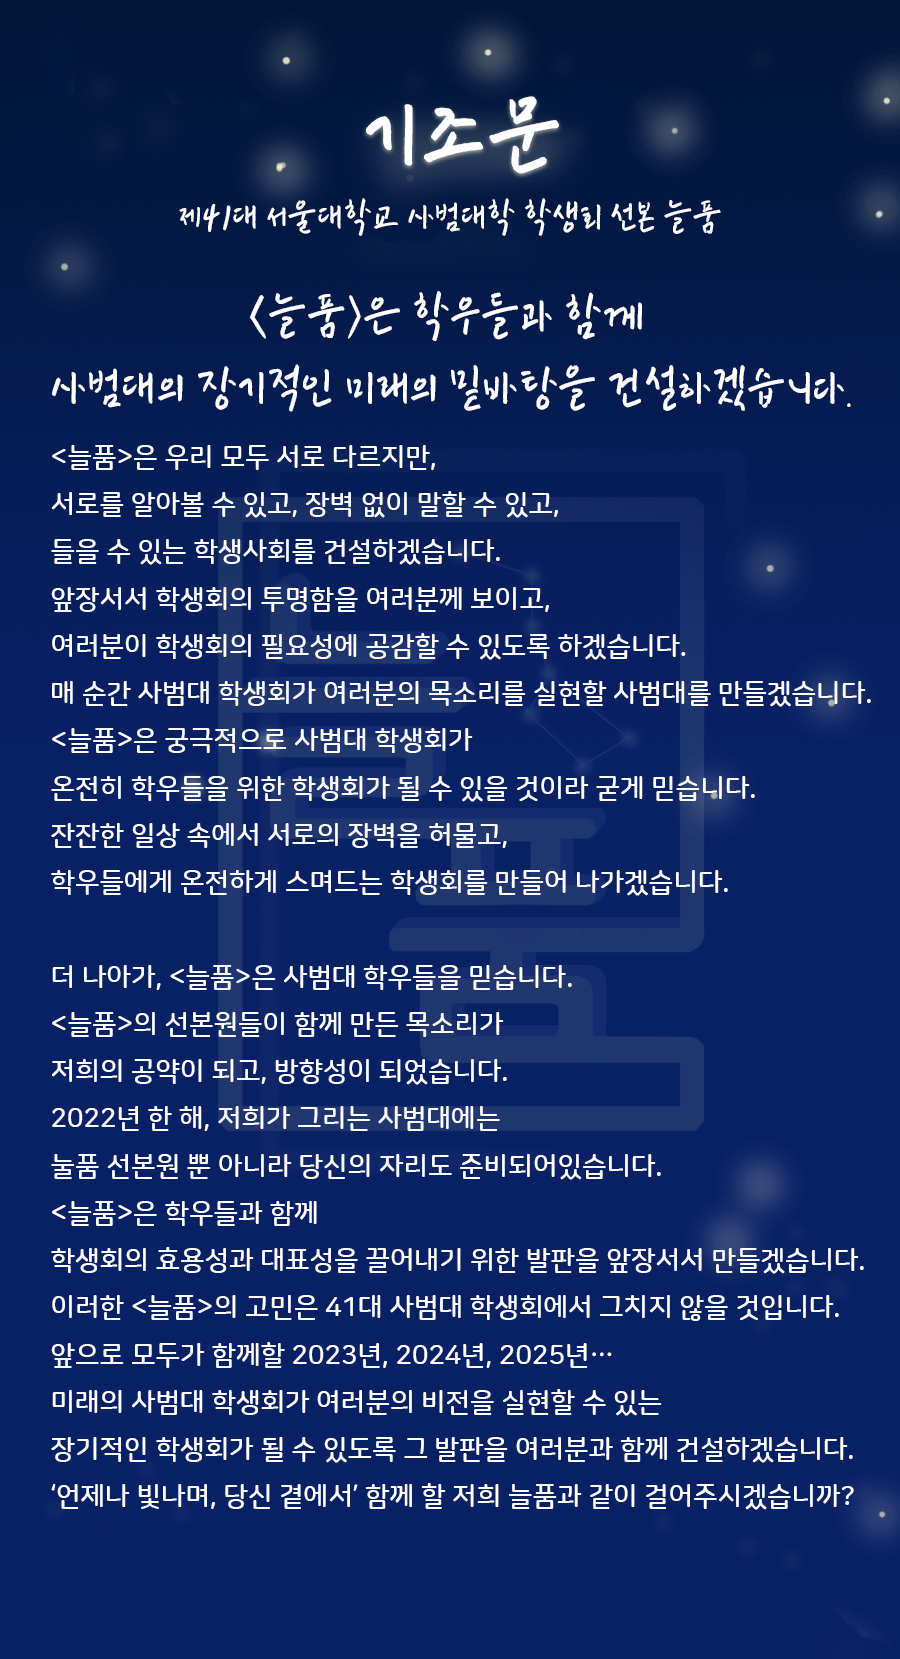 기조문
제41대 서울대학교 사범대학 학생회 선본 늘품
<늘품>은 학우들과 함께
사범대의 장기적인 미래의 밑바탕을 건설하겠습니다.
<늘품>은 우리 모두 서로 다르지만,
서로를 알아볼 수 있고, 장벽 없이 말할 수 있고,
들을 수 있는 학생사회를 건설하겠습니다.
앞장서서 학생회의 투명함을 여러분께 보이고,
여러분이 학생회의 필요성에 공감할 수 있도록 하겠습니다.
매 순간 사범대 학생회가 여러분의 목소리를 실현할 사범대를 만들겠습니다.
<늘품>은 궁극적으로 사범대 학생회가
온전히 학우들을 위한 학생회가 될 수 있을 것이라 굳게 믿습니다.
잔잔한 일상 속에서 서로의 장벽을 허물고,
학우들에게 온전하게 스며드는 학생회를 만들어 나가겠습니다.
더 나아가, <늘품>은 사범대 학우들을 믿습니다.
<늘품>의 선본원들이 함께 만든 목소리가
저희의 공약이 되고, 방향성이 되었습니다.
2022년 한 해, 저희가 그리는 사범대에는
눌품 선본원 뿐 아니라 당신의 자리도 준비되어있습니다.
<늘품>은 학우들과 함께
학생회의 효용성과 대표성을 끌어내기 위한 발판을 앞장서서 만들겠습니다.
이러한 <늘품>의 고민은 41대 사범대 학생회에서 그치지 않을 것입니다.
앞으로 모두가 함께할 2023년, 2024년, 2025년…
미래의 사범대 학생회가 여러분의 비전을 실현할 수 있는
장기적인 학생회가 될 수 있도록 그 발판을 여러분과 함께 건설하겠습니다.
‘언제나 빛나며, 당신 곁에서’ 함께 할 저희 늘품과 같이 걸어주시겠습니까?
늘품